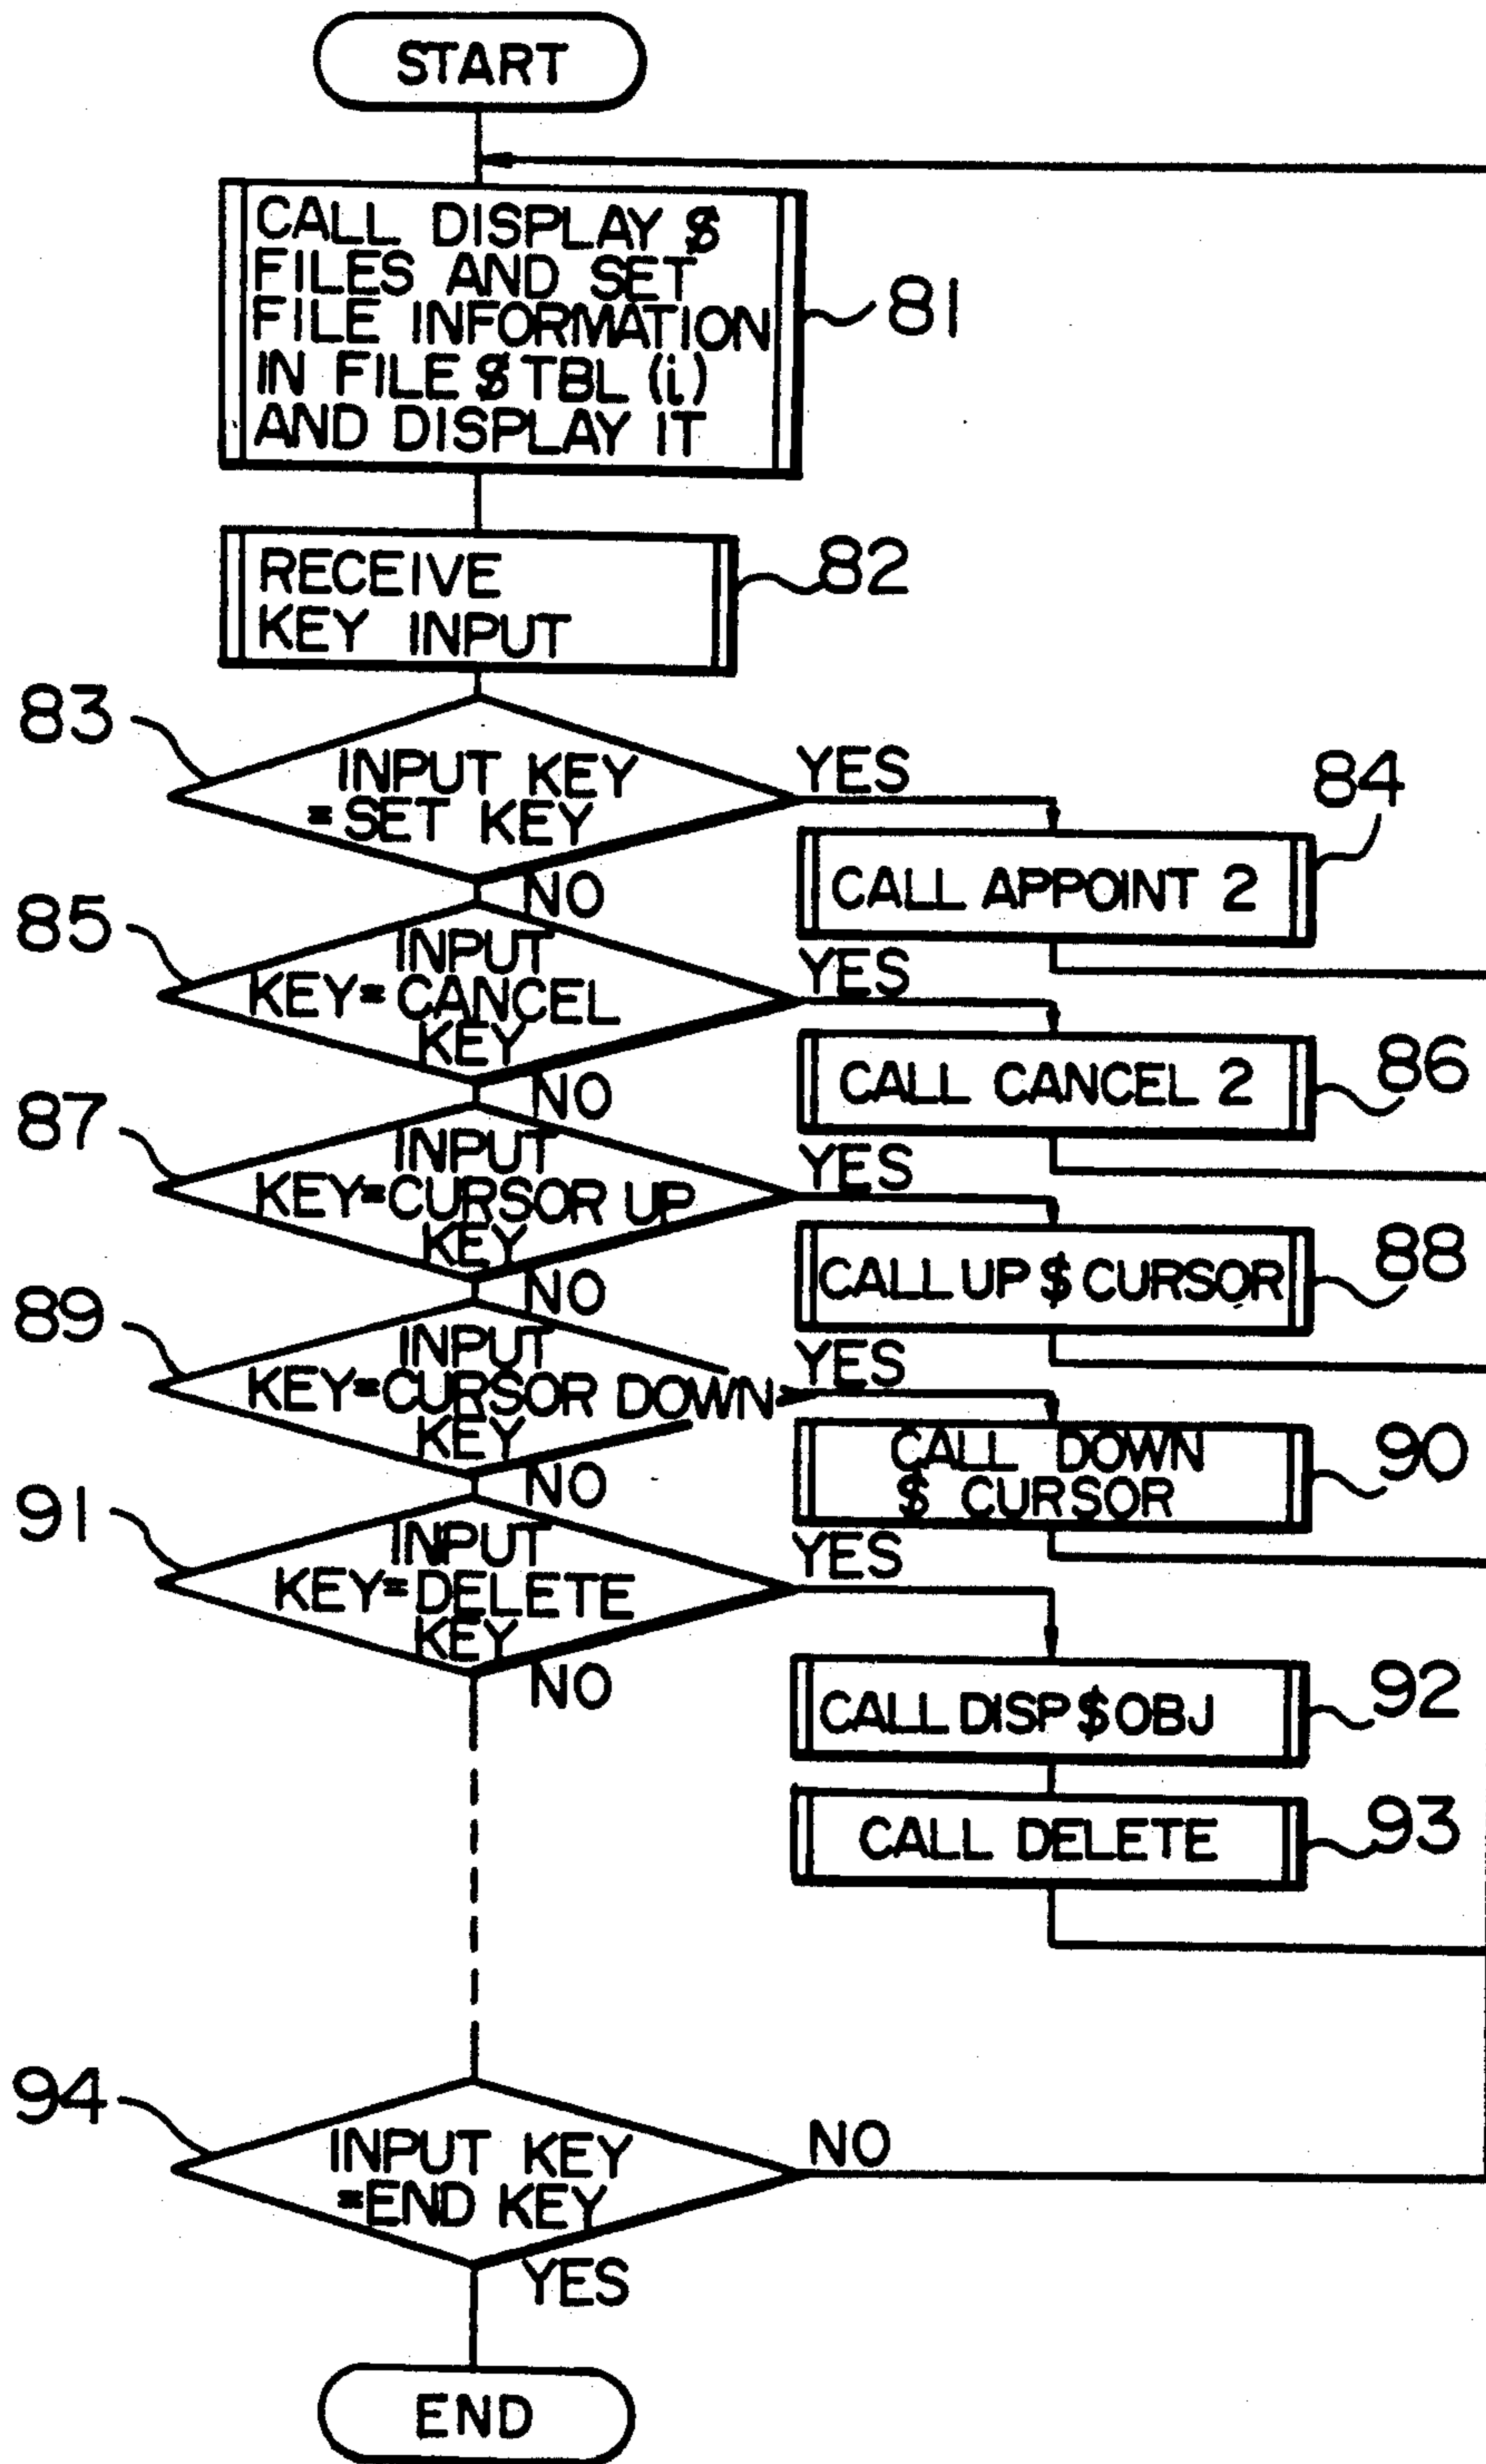 START
CALL DISPLAY $
FILES AND SET
FILE INFORMATION
IN FILE $ TBL (i)
AND DISPLAY IT
81
RECEIVE
KEY INPUT
82
83
INPUT KEY
=SET KEY
YES
NO
84
CALL APPOINT 2
85
INPUT
KEY=CANCEL
KEY
YES
NO
CALL CANCEL 2
86
87
INPUT
KEY=CURSOR UP
KEY
YES
NO
CALL UP $ CURSOR
88
89
INPUT
KEY=CURSOR DOWN
KEY
YES
NO
CALL DOWN
$ CURSOR
90
91
INPUT
KEY=DELETE
KEY
YES
NO
CALL DISP $ OBJ
92
CALL DELETE
93
94
INPUT KEY
=END KEY
NO
YES
END